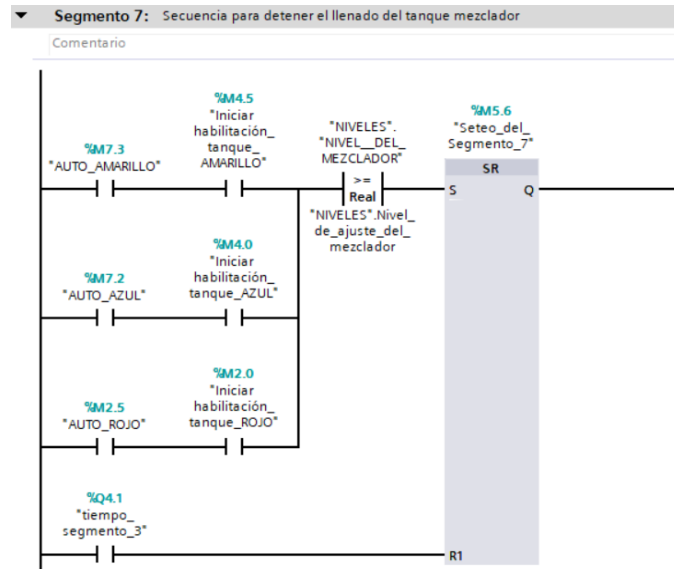 Segmento 7: Secuencia para detener el llenado del tanque mezclador
Comentario
%M7.3
"AUTO_AMARILLO"
%M4.5
"Iniciar
habilitación_
tanque_
AMARILLO"
"NIVELES".
"NIVEL__DEL_
MEZCLADOR"
>=
Real
"NIVELES".Nivel_
de_ajuste_del_
mezclador
%M5.6
"Seteo_del_
Segmento_7"
SR
S Q
%M7.2
"AUTO_AZUL"
%M4.0
"Iniciar
habilitación_
tanque_AZUL"
%M2.5
"AUTO_ROJO"
%M2.0
"Iniciar
habilitación_
tanque_ROJO"
%Q4.1
"tiempo_
segmento_3"
R1